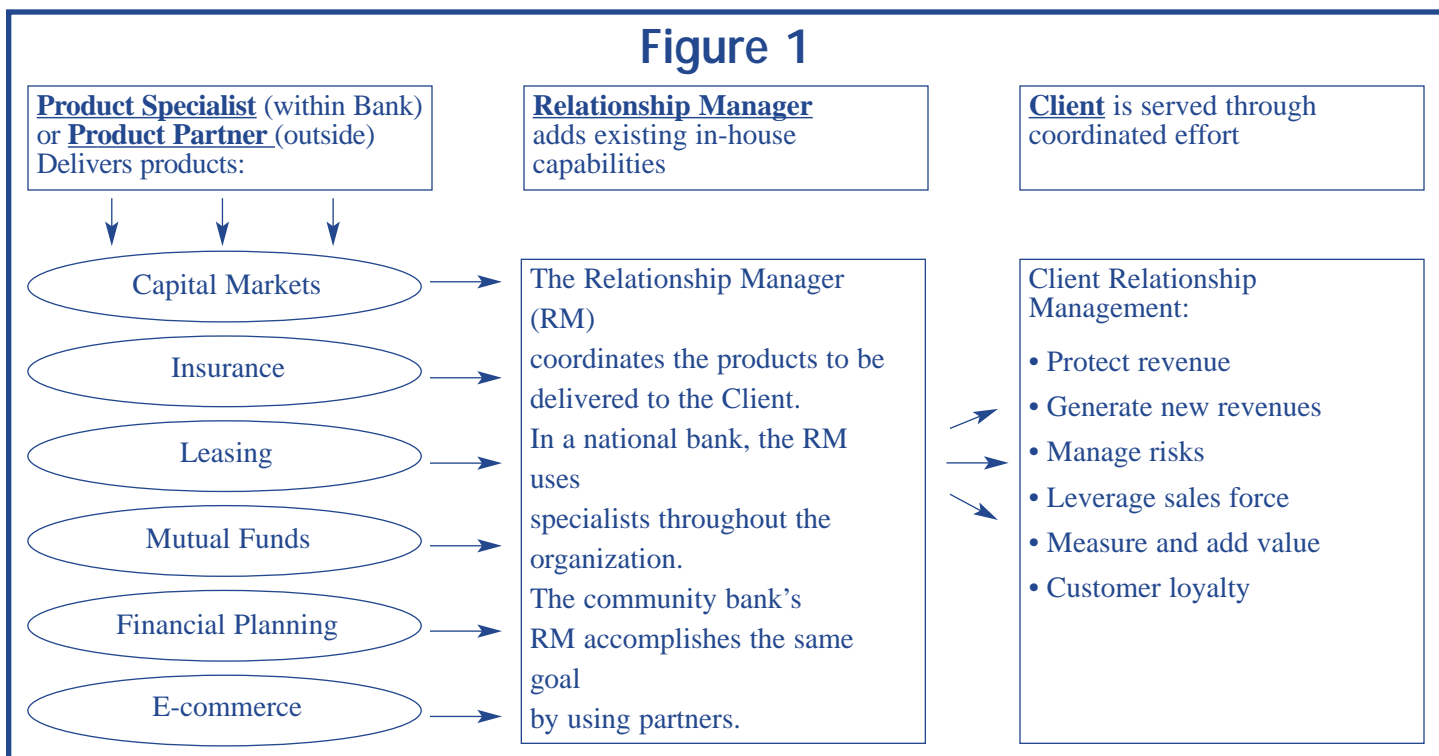 Figure 1
Product Specialist (within Bank)
or Product Partner (outside)
Delivers products:
Relationship Manager
adds existing in-house
capabilities
Client is served through
coordinated effort
Capital Markets
Insurance
Leasing
Mutual Funds
Financial Planning
E-commerce
The Relationship Manager
(RM)
coordinates the products to be
delivered to the Client.
In a national bank, the RM
uses
specialists throughout the
organization.
The community bank’s
RM accomplishes the same
goal
by using partners.
Client Relationship
Management:
• Protect revenue
• Generate new revenues
• Manage risks
• Leverage sales force
• Measure and add value
• Customer loyalty